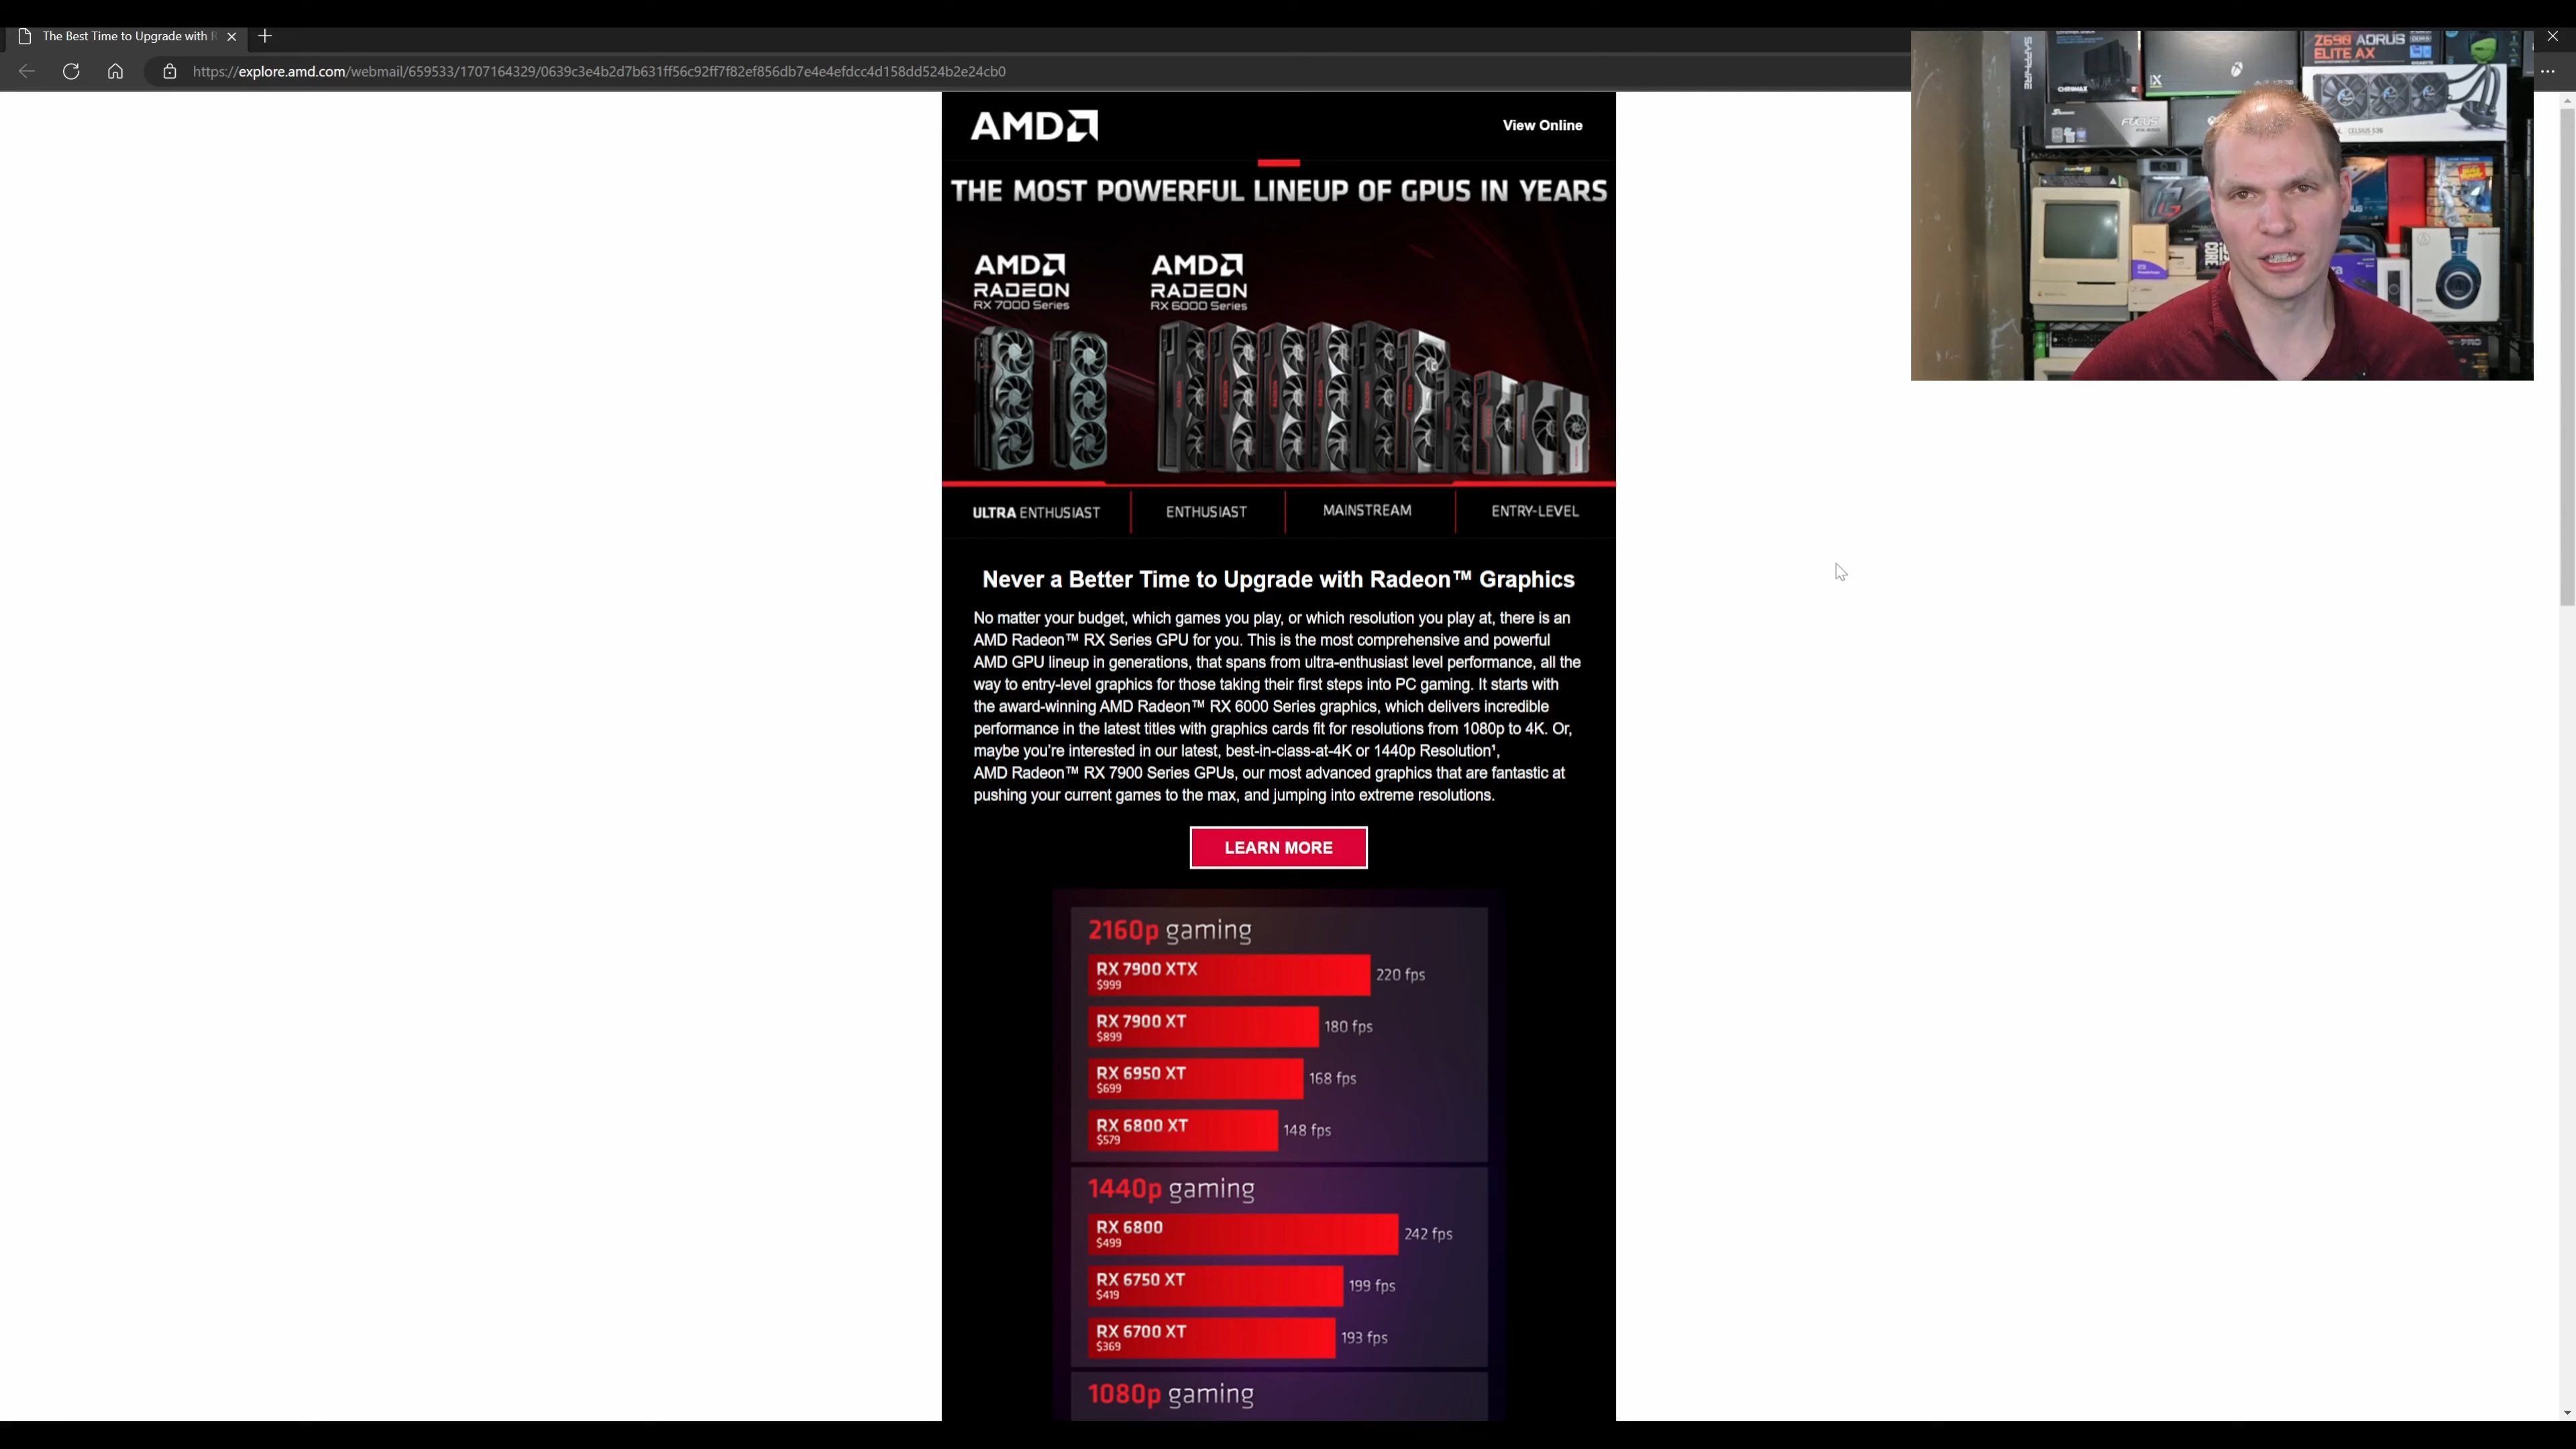 The Best Time to Upgrade with R
https://explore.amd.com/webmail/659533/1707164329/0639c3e4b2d7b631ff56c92ff7f82ef856db7e4e4efdcc4d158dd524b2e24cb0
AMD
View Online
THE MOST POWERFUL LINEUP OF GPUS IN YEARS
AMD
RADEON
RX 7000 Series
AMD
RADEON
RX 6000 Series
ULTRA ENTHUSIAST
ENTHUSIAST
MAINSTREAM
ENTRY-LEVEL
Never a Better Time to Upgrade with Radeon™ Graphics
No matter your budget, which games you play, or which resolution you play at, there is an
AMD Radeon™ RX Series GPU for you. This is the most comprehensive and powerful
AMD GPU lineup in generations, that spans from ultra-enthusiast level performance, all the
way to entry-level graphics for those taking their first steps into PC gaming. It starts with
the award-winning AMD Radeon™ RX 6000 Series graphics, which delivers incredible
performance in the latest titles with graphics cards fit for resolutions from 1080p to 4K. Or,
maybe you're interested in our latest, best-in-class-at-4K or 1440p Resolution¹,
AMD Radeon™ RX 7900 Series GPUs, our most advanced graphics that are fantastic at
pushing your current games to the max, and jumping into extreme resolutions.
LEARN MORE
2160p gaming
RX 7900 XTX
$999
220 fps
RX 7900 XT
$899
180 fps
RX 6950 XT
$699
168 fps
RX 6800 XT
$579
148 fps
1440p gaming
RX 6800
$499
242 fps
RX 6750 XT
$419
199 fps
RX 6700 XT
$369
193 fps
1080p gaming
SAPPHIRE
CHROMAX
Z690 AORUS
ELITE AX
FOCUS
CELSIUS S36
CORE
PRO